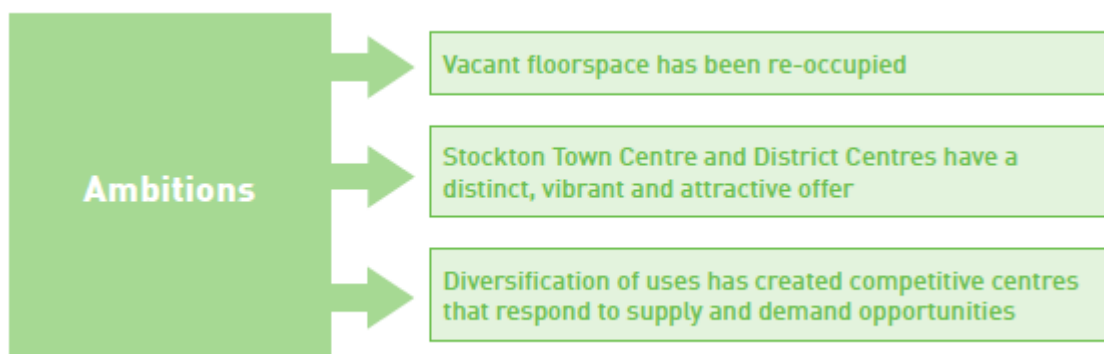 Ambitions
Vacant floorspace has been re-occupied
Stockton Town Centre and District Centres have a
distinct, vibrant and attractive offer
Diversification of uses has created competitive centres
that respond to supply and demand opportunities